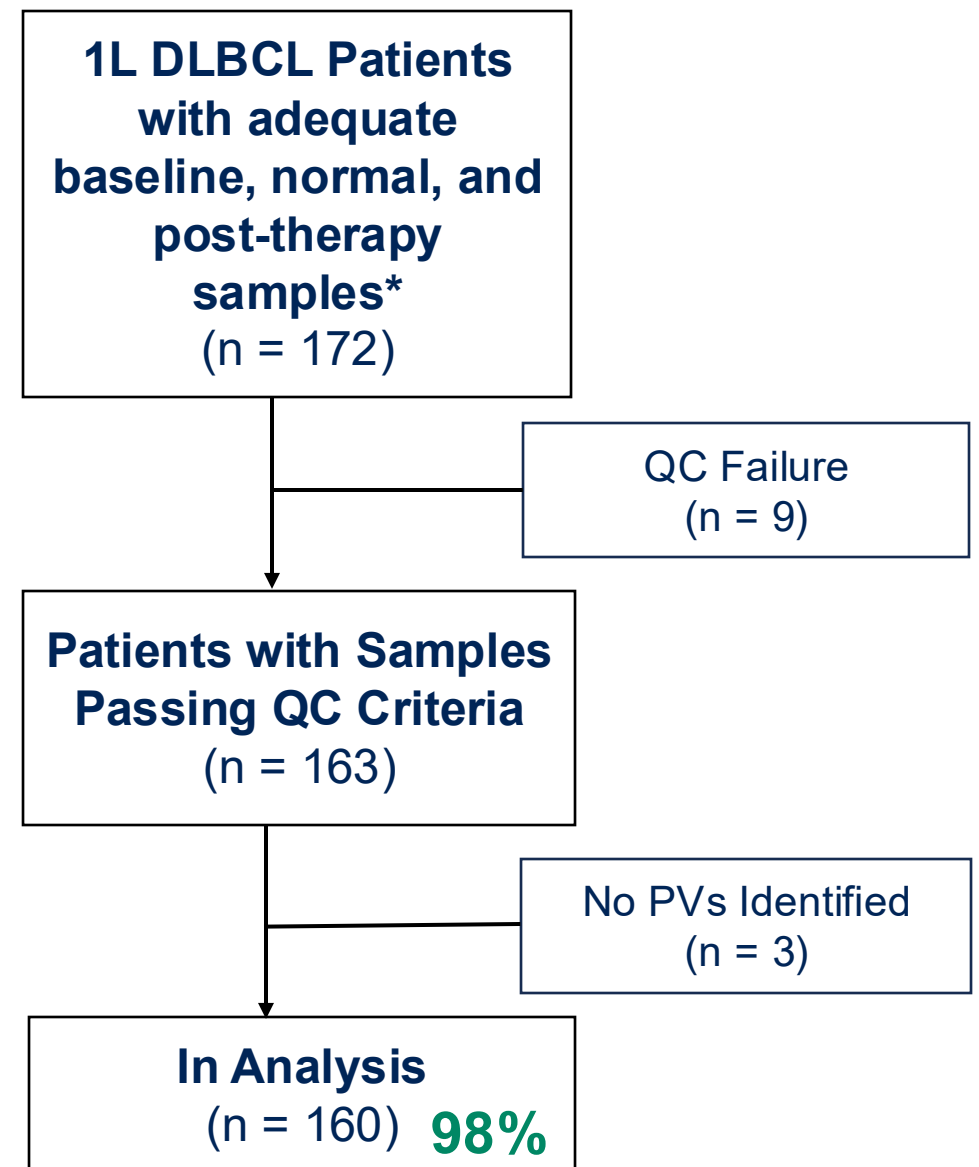 1L DLBCL Patients
with adequate
baseline, normal, and
post-therapy
samples*
(n = 172)
QC Failure
(n = 9)
Patients with Samples
Passing QC Criteria
(n = 163)
No PVs Identified
(n = 3)
In Analysis
(n = 160) 98%